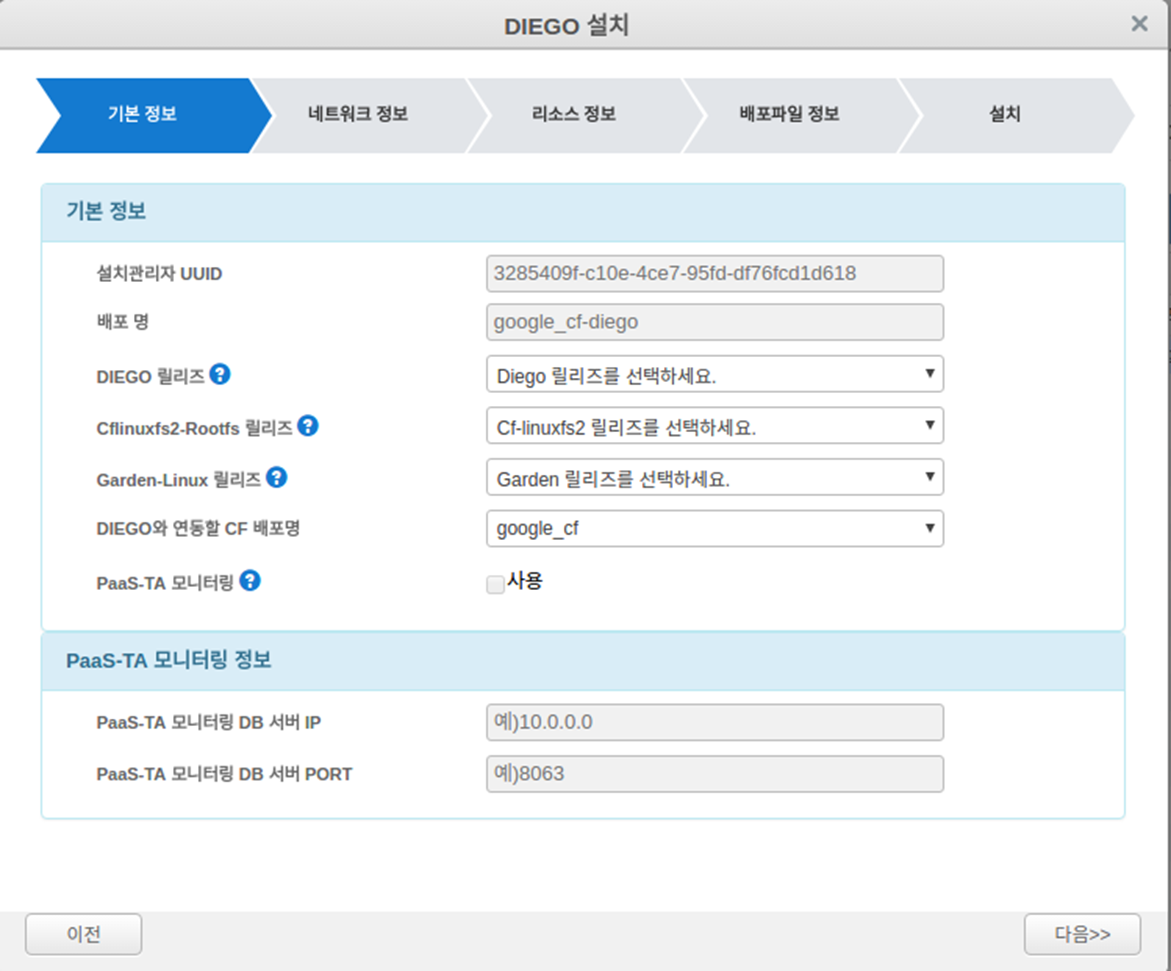 DIEGO 설치
기본 정보
네트워크 정보
리소스 정보
배포파일 정보
설치
기본 정보
설치관리자 UUID
3285409f-c10e-4ce7-95fd-df76fcd1d618
배포 명
google_cf-diego
DIEGO 릴리즈
Diego 릴리즈를 선택하세요.
Cflinuxfs2-Rootfs 릴리즈
Cf-linuxfs2 릴리즈를 선택하세요.
Garden-Linux 릴리즈
Garden 릴리즈를 선택하세요.
DIEGO와 연동할 CF 배포명
google_cf
PaaS-TA 모니터링
사용
PaaS-TA 모니터링 정보
PaaS-TA 모니터링 DB 서버 IP
예)10.0.0.0
PaaS-TA 모니터링 DB 서버 PORT
예)8063
이전
다음>>